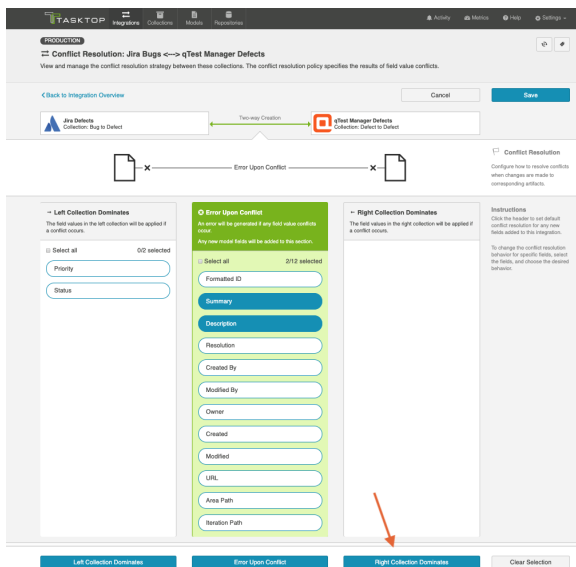 TASKTOP
Integrations
Collections
Models
Repositories
Activity
Metrics
Help
Settings
PRODUCTION
Conflict Resolution: Jira Bugs <---> qTest Manager Defects
View and manage the conflict resolution strategy between these collections. The conflict resolution policy specifies the results of field value conflicts.
Back to Integration Overview
Cancel
Save
Jira Defects
Collection: Bug to Defect
Two-way Creation
qTest Manager Defects
Collection: Defect to Defect
Error Upon Conflict
Conflict Resolution
Configure how to resolve conflicts
when changes are made to
corresponding artifacts.
Left Collection Dominates
The field values in the left collection will be applied if
a conflict occurs.
Select all 0/2 selected
Priority
Status
Error Upon Conflict
An error will be generated if any field value conflicts
occur.
Any new model fields will be added to this section.
Select all 2/12 selected
Formatted ID
Summary
Description
Resolution
Created By
Modified By
Owner
Created
Modified
URL
Area Path
Iteration Path
Right Collection Dominates
The field values in the right collection will be applied if
a conflict occurs.
Instructions
Click the header to set default
conflict resolution for any new
fields added to this integration.
To change the conflict resolution
behavior for specific fields, select
the fields, and choose the desired
behavior.
Left Collection Dominates
Error Upon Conflict
Right Collection Dominates
Clear Selection